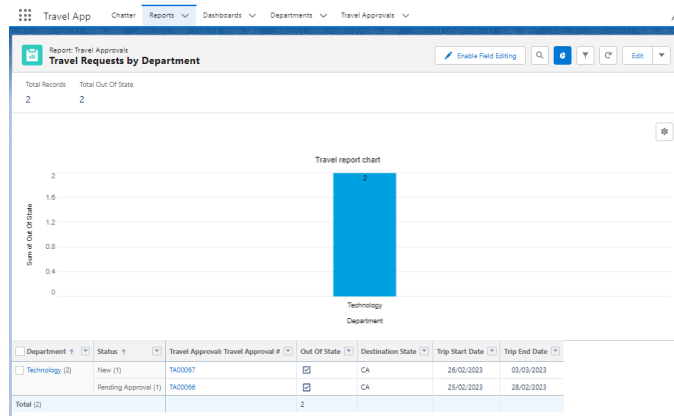 Travel App Chatter Reports Dashboards Departments Travel Approvals
Report: Travel Approvals
Travel Requests by Department
Enable Field Editing Edit
Total Records Total Out Of State
2 2
Travel report chart
2
2
1.6
1.2
0.8
0.4
0
Sum of Out Of State
Technology
Department
Department ↑ Status ↑ Travel Approval: Travel Approval # Out Of State Destination State Trip Start Date Trip End Date
Technology (2) New (1) TA00067 CA 26/02/2023 03/03/2023
Pending Approval (1) TA00066 CA 25/02/2023 28/02/2023
Total (2) 2